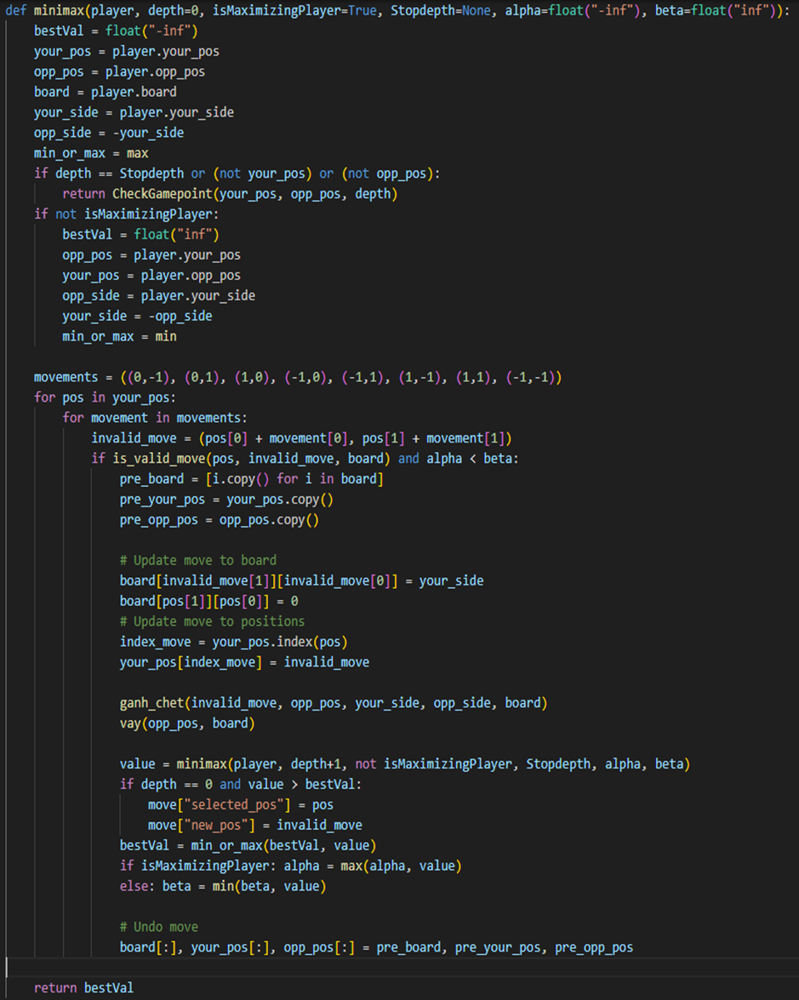 def minimax(player, depth=0, isMaximizingPlayer=True, Stopdepth=None, alpha=float("-inf"), beta=float("inf")):
    bestVal = float("-inf")
    your_pos = player.your_pos
    opp_pos = player.opp_pos
    board = player.board
    your_side = player.your_side
    opp_side = -your_side
    min_or_max = max
    if depth == Stopdepth or (not your_pos) or (not opp_pos):
        return CheckGamepoint(your_pos, opp_pos, depth)
    if not isMaximizingPlayer:
        bestVal = float("inf")
        opp_pos = player.your_pos
        your_pos = player.opp_pos
        opp_side = player.your_side
        your_side = -opp_side
        min_or_max = min

    movements = ((0,-1), (0,1), (1,0), (-1,0), (-1,1), (1,-1), (1,1), (-1,-1))
    for pos in your_pos:
        for movement in movements:
            invalid_move = (pos[0] + movement[0], pos[1] + movement[1])
            if is_valid_move(pos, invalid_move, board) and alpha < beta:
                pre_board = [i.copy() for i in board]
                pre_your_pos = your_pos.copy()
                pre_opp_pos = opp_pos.copy()

                # Update move to board
                board[invalid_move[1]][invalid_move[0]] = your_side
                board[pos[1]][pos[0]] = 0
                # Update move to positions
                index_move = your_pos.index(pos)
                your_pos[index_move] = invalid_move

                ganh_chet(invalid_move, opp_pos, your_side, opp_side, board)
                vay(opp_pos, board)

                value = minimax(player, depth+1, not isMaximizingPlayer, Stopdepth, alpha, beta)
                if depth == 0 and value > bestVal:
                    move["selected_pos"] = pos
                    move["new_pos"] = invalid_move
                bestVal = min_or_max(bestVal, value)
                if isMaximizingPlayer: alpha = max(alpha, value)
                else: beta = min(beta, value)

                # Undo move
                board[:], your_pos[:], opp_pos[:] = pre_board, pre_your_pos, pre_opp_pos

    return bestVal